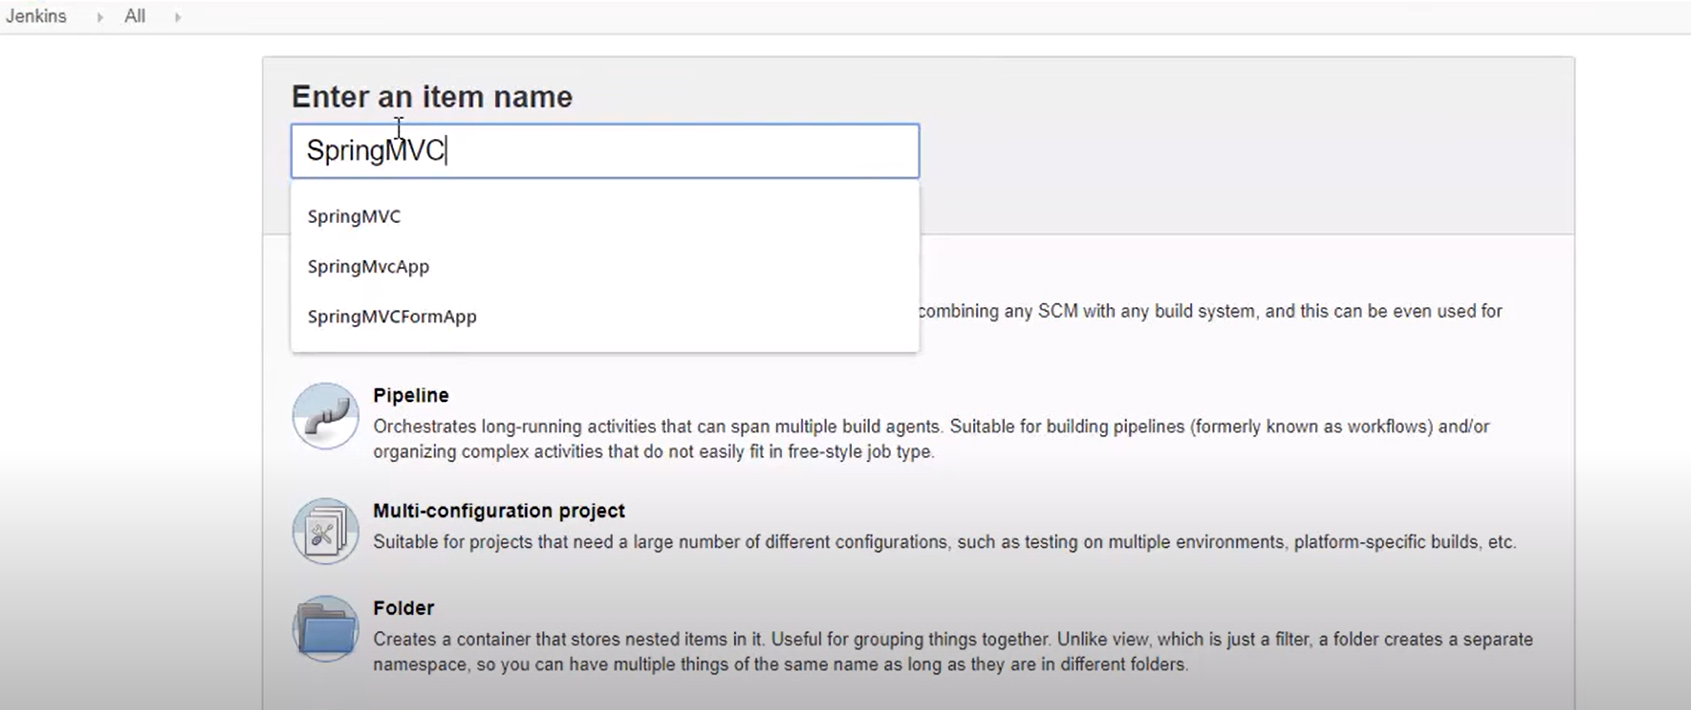 Jenkins All
Enter an item name
SpringMVC
SpringMVC
SpringMvcApp
SpringMVCFormApp
combining any SCM with any build system, and this can be even used for
Pipeline
Orchestrates long-running activities that can span multiple build agents. Suitable for building pipelines (formerly known as workflows) and/or
organizing complex activities that do not easily fit in free-style job type.
Multi-configuration project
Suitable for projects that need a large number of different configurations, such as testing on multiple environments, platform-specific builds, etc.
Folder
Creates a container that stores nested items in it. Useful for grouping things together. Unlike view, which is just a filter, a folder creates a separate
namespace, so you can have multiple things of the same name as long as they are in different folders.